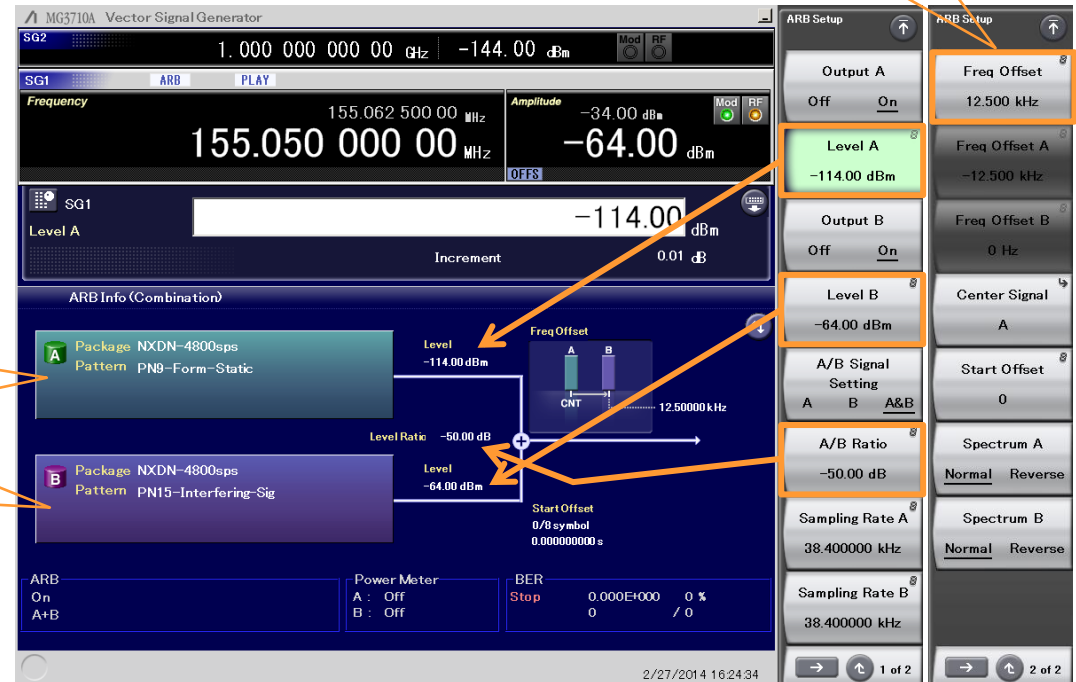 MG3710A Vector Signal Generator
SG2
1. 000 000 000 00 GHz -144. 00 dBm
Mod RF
SG1 ARB PLAY
Frequency
155.062 500 00 MHz
155.050 000 00 MHz
Amplitude
-34.00 dBm
-64.00 dBm
Mod RF
OFFS
SG1
Level A
-114.00 dBm
Increment 0.01 dB
ARB Info (Combination)
A
Package NXDN-4800sps
Pattern PN9-Form-Static
Level
-114.00 dBm
Freq Offset
A B
CNT
12.50000 kHz
Level Ratio -50.00 dB
B
Package NXDN-4800sps
Pattern PN15-Interfering-Sig
Level
-64.00 dBm
Start Offset
0/8 symbol
0.000000000 s
ARB
On
A+B
Power Meter
A : Off
B : Off
BER
Stop 0.000E+000 0 %
0 / 0
2/27/2014 16:24:34
ARB Setup
Output A
Off On
Level A
-114.00 dBm
Output B
Off On
Level B
-64.00 dBm
A/B Signal
Setting
A B A&B
A/B Ratio
-50.00 dB
Sampling Rate A
38.400000 kHz
Sampling Rate B
38.400000 kHz
1 of 2
ARB Setup
Freq Offset
12.500 kHz
Freq Offset A
-12.500 kHz
Freq Offset B
0 Hz
Center Signal
A
Start Offset
0
Spectrum A
Normal Reverse
Spectrum B
Normal Reverse
2 of 2